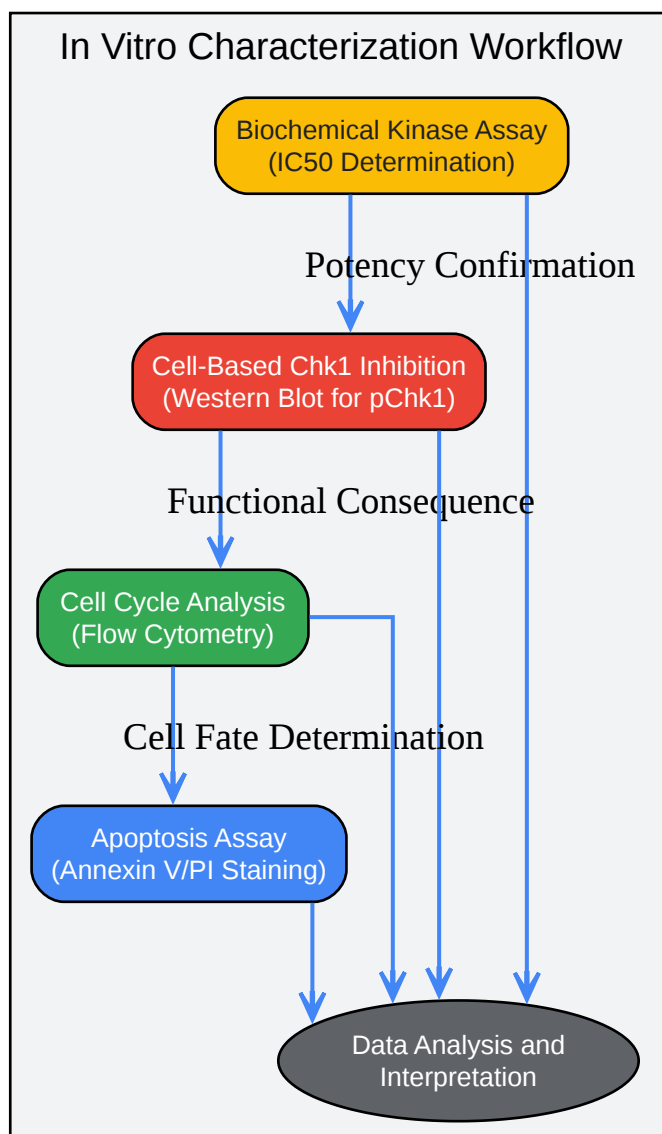 In Vitro Characterization Workflow
Biochemical Kinase Assay
(IC50 Determination)
Potency Confirmation
Cell-Based Chk1 Inhibition
(Western Blot for pChk1)
Functional Consequence
Cell Cycle Analysis
(Flow Cytometry)
Cell Fate Determination
Apoptosis Assay
(Annexin V/PI Staining)
Data Analysis and
Interpretation